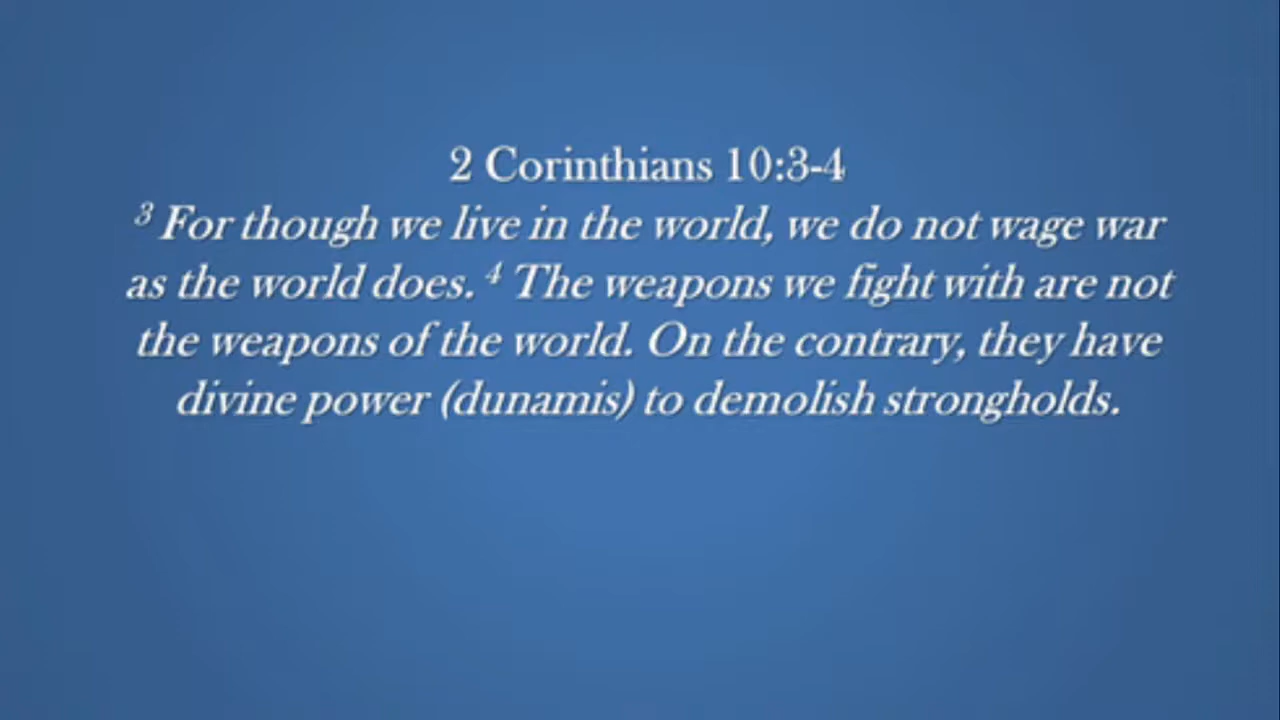 2 Corinthians 10:3-4
³ For though we live in the world, we do not wage war
as the world does. ⁴ The weapons we fight with are not
the weapons of the world. On the contrary, they have
divine power (dunamis) to demolish strongholds.